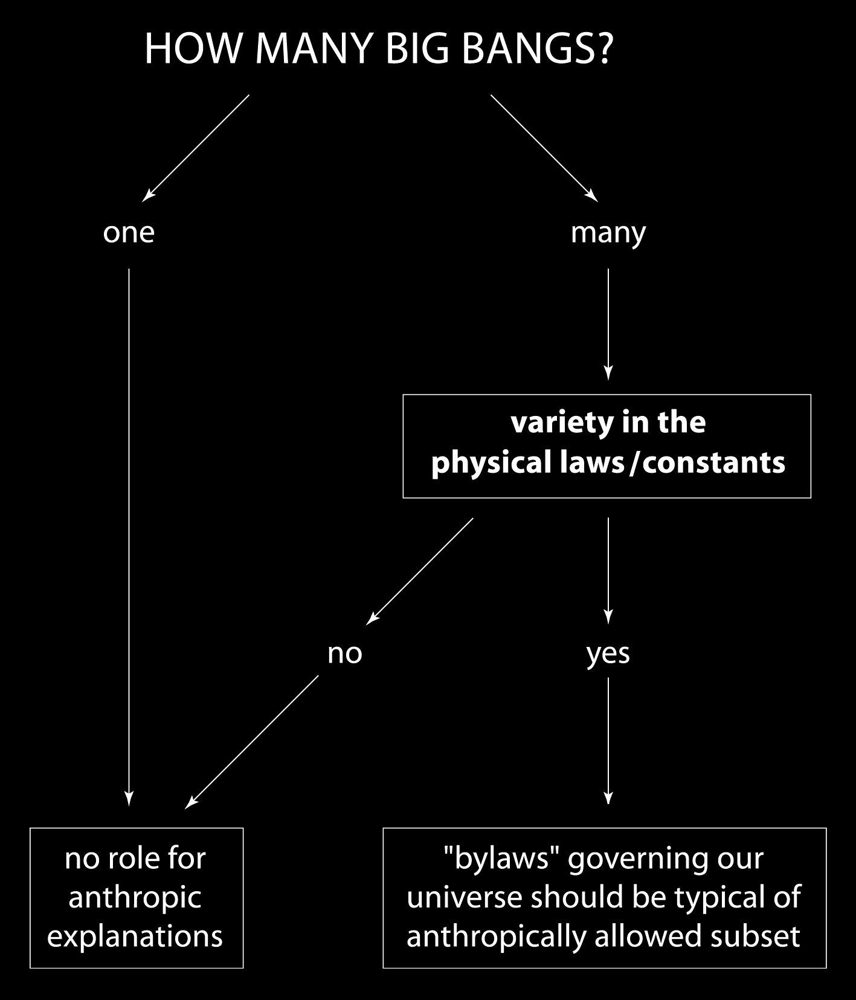 HOW MANY BIG BANGS?
one
many
variety in the
physical laws/constants
no
yes
no role for
anthropic
explanations
"bylaws" governing our
universe should be typical of
anthropically allowed subset